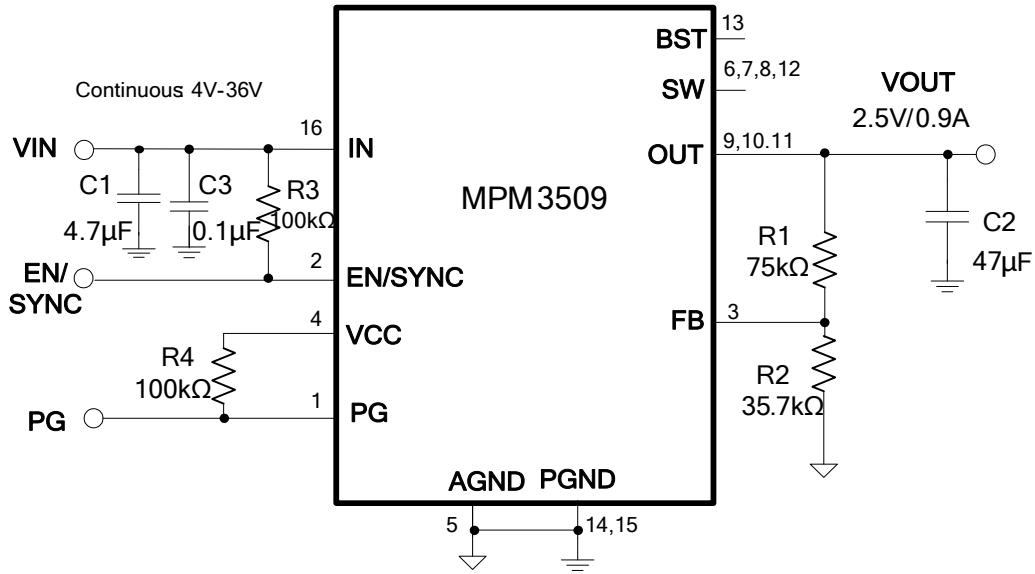 Continuous: 4V-36V
VIN
C1
4.7µF
C3
0.1µF
R3
100kΩ
EN/
SYNC
R4
100kΩ
PG
16
2
4
1
IN
EN/SYNC
VCC
PG
MPM3509
AGND
PGND
5
14,15
BST
SW
OUT
FB
13
6,7,8,12
9,10.11
3
VOUT
2.5V/0.9A
R1
75kΩ
R2
35.7kΩ
C2
47µF